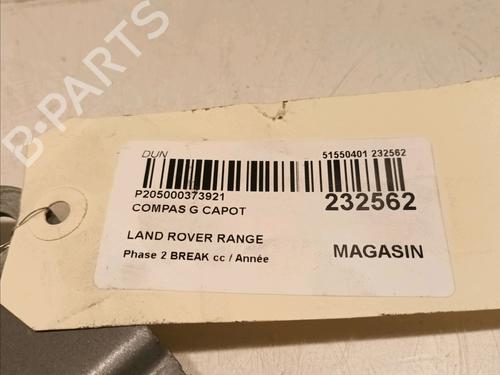 B-PARTS
DUN 51550401 232562
P205000373921 232562
COMPAS G CAPOT
LAND ROVER RANGE
Phase 2 BREAK cc / Année MAGASIN